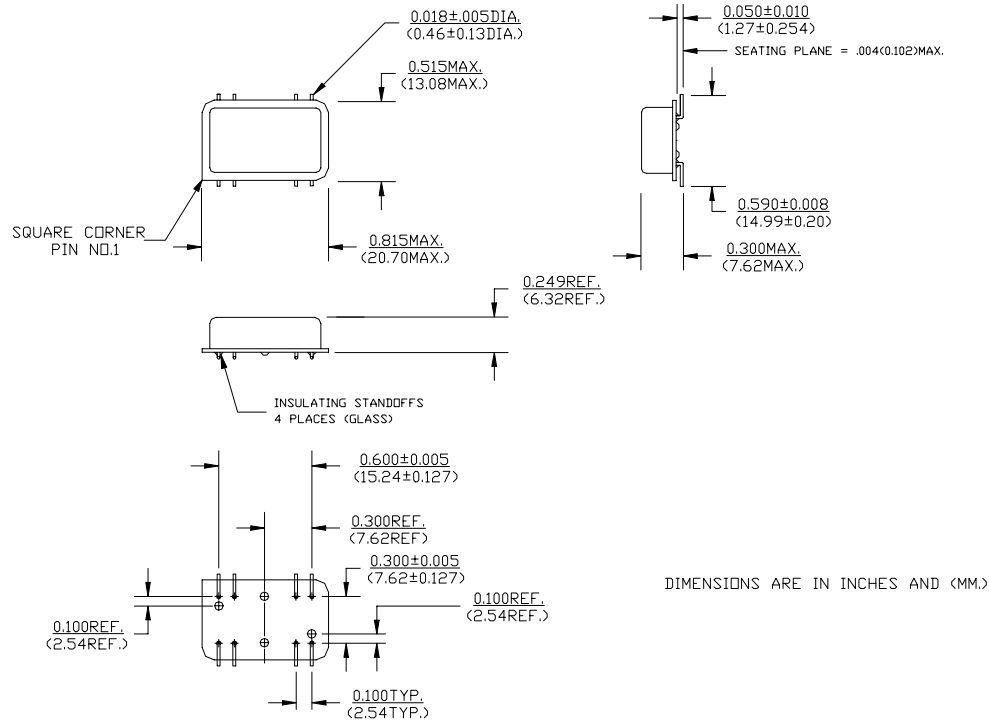 0.018±.005DIA.
(0.46±0.13DIA.)
0.050±0.010
(1.27±0.254)
SEATING PLANE = .004(0.102)MAX.
0.515MAX.
(13.08MAX.)
0.590±0.008
(14.99±0.20)
SQUARE CORNER
PIN NO.1
0.815MAX.
(20.70MAX.)
0.300MAX.
(7.62MAX.)
0.249REF.
(6.32REF.)
INSULATING STANDOFFS
4 PLACES (GLASS)
0.600±0.005
(15.24±0.127)
0.300REF.
(7.62REF)
0.300±0.005
(7.62±0.127)
DIMENSIONS ARE IN INCHES AND (MM.)
0.100REF.
(2.54REF.)
0.100REF.
(2.54REF.)
0.100TYP.
(2.54TYP.)